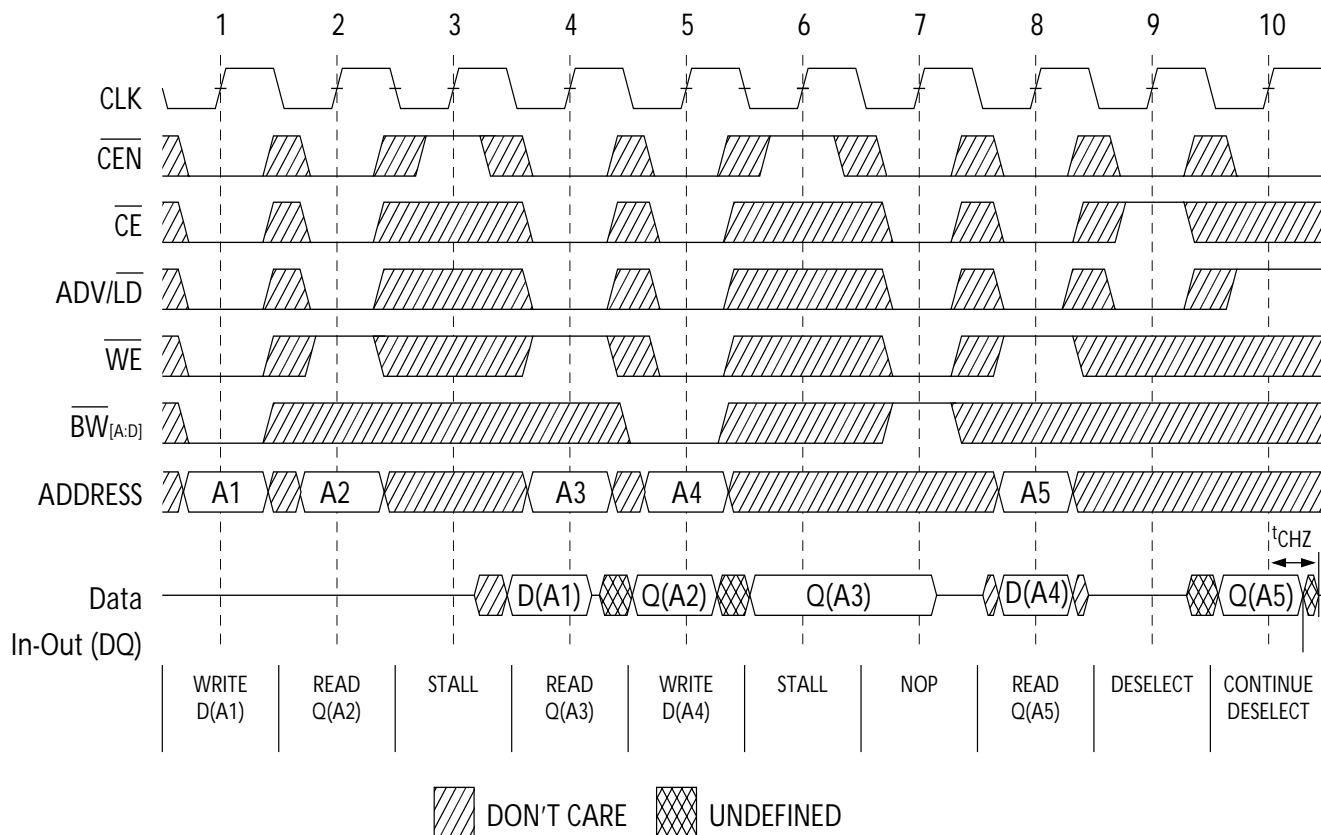 1 2 3 4 5 6 7 8 9 10
CLK
CEN
CE
ADV/LD
WE
BW[A:D]
ADDRESS A1 A2 A3 A4 A5
tCHZ
Data D(A1) Q(A2) Q(A3) D(A4) Q(A5)
In-Out (DQ)
WRITE READ STALL READ WRITE STALL NOP READ DESELECT CONTINUE
D(A1) Q(A2) Q(A3) D(A4) Q(A5) DESELECT
DON'T CARE UNDEFINED